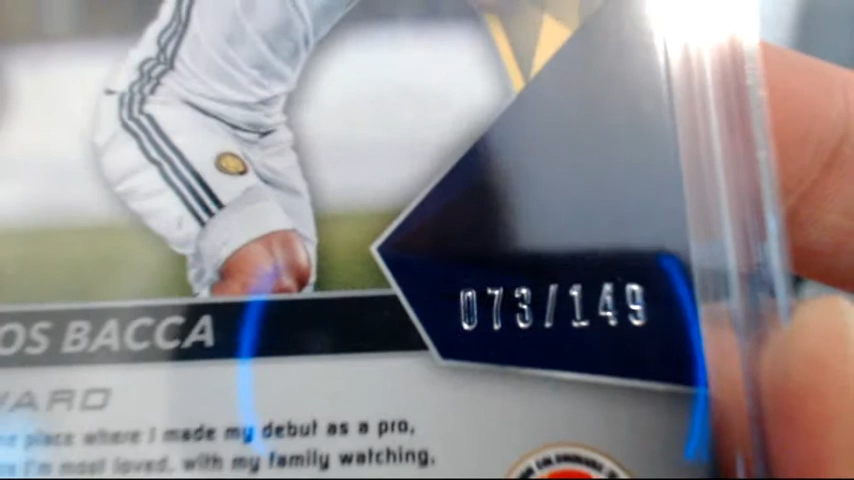 OS BACCA
073/149
WARD
ne place where I made my debut as a pro,
I'm most loved, with my family watching.